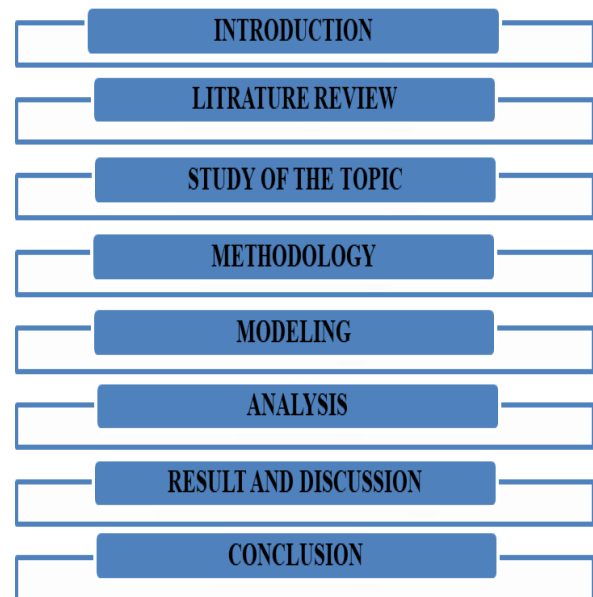 INTRODUCTION
LITRATURE REVIEW
STUDY OF THE TOPIC
METHODOLOGY
MODELING
ANALYSIS
RESULT AND DISCUSSION
CONCLUSION